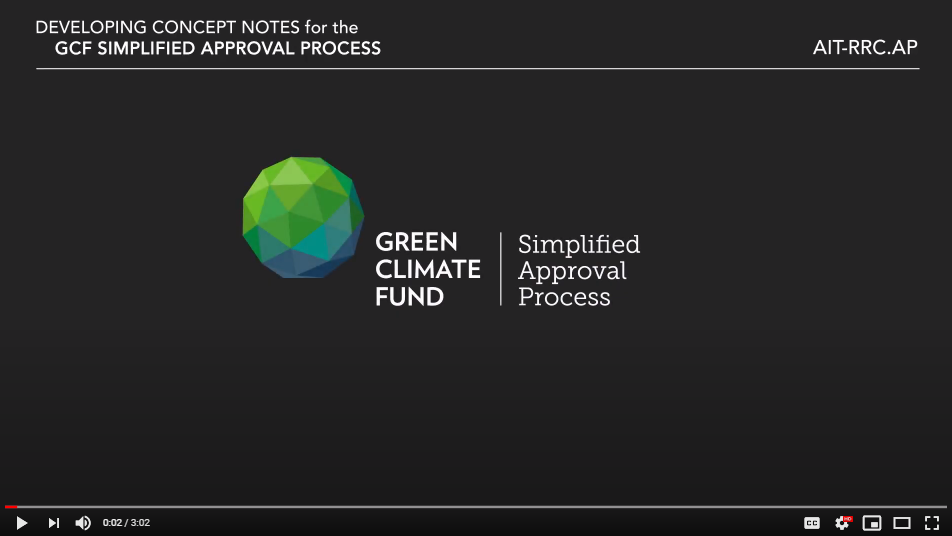 DEVELOPING CONCEPT NOTES for the
GCF SIMPLIFIED APPROVAL PROCESS
AIT-RRC.AP
GREEN
CLIMATE
FUND
Simplified
Approval
Process
0:02 / 3:02
CC
HD